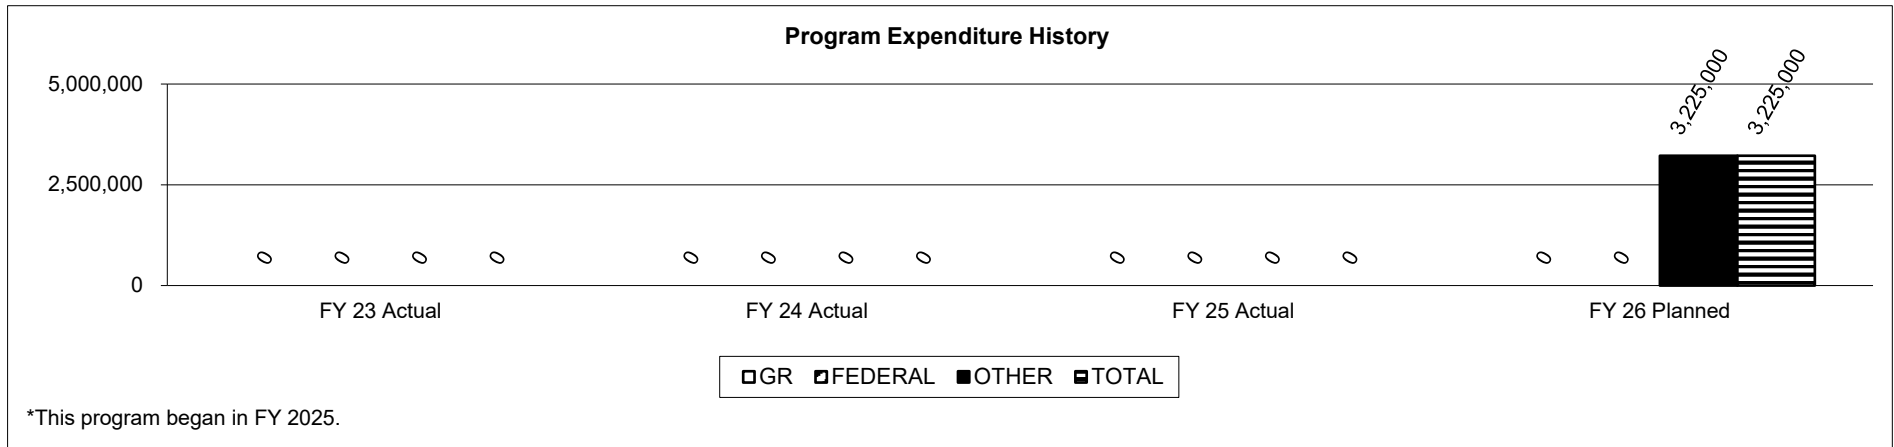 Program Expenditure History
5,000,000
2,500,000
0
3,225,000 3,225,000
0 0 0 0 0 0 0 0 0 0 0 0 0 0
FY 23 Actual FY 24 Actual FY 25 Actual FY 26 Planned
GR FEDERAL OTHER TOTAL
*This program began in FY 2025.